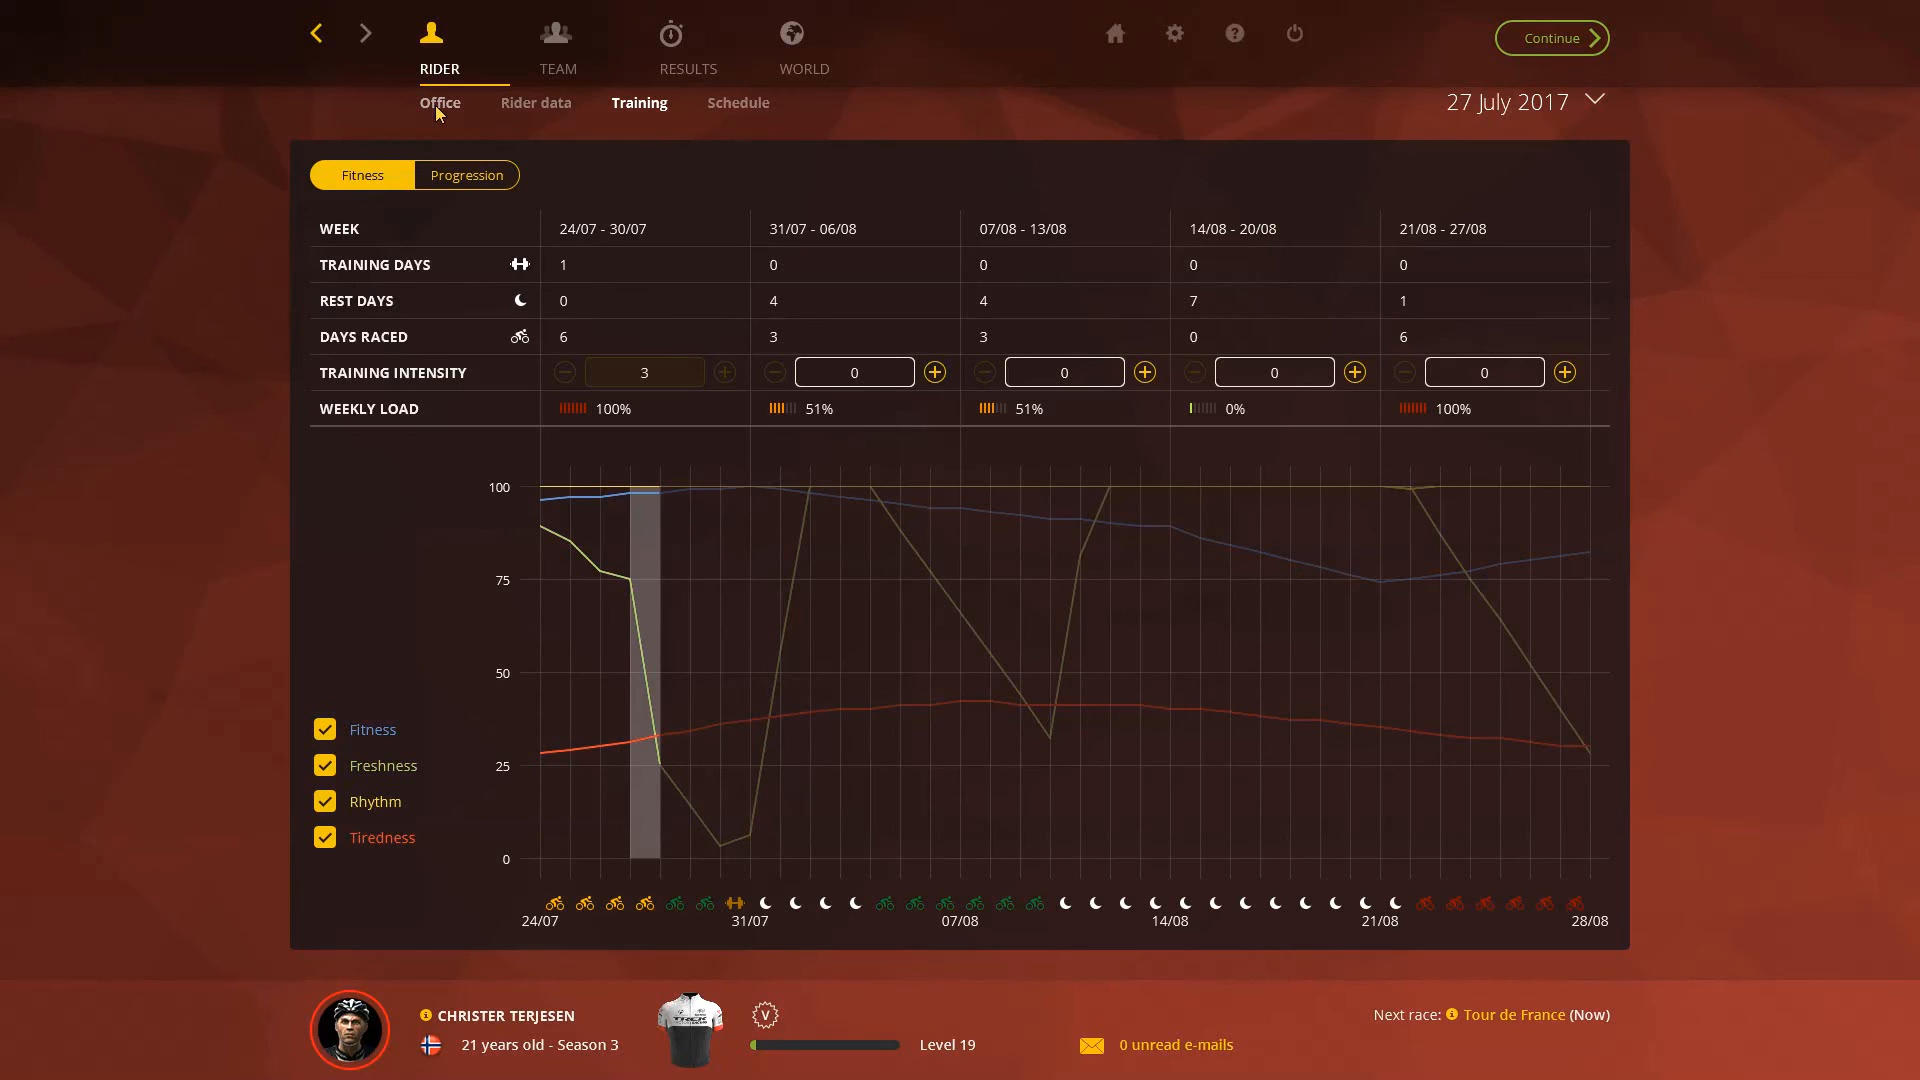 RIDER TEAM RESULTS WORLD
Continue
Office Rider data Training Schedule
27 July 2017
Fitness Progression
WEEK 24/07 - 30/07 31/07 - 06/08 07/08 - 13/08 14/08 - 20/08 21/08 - 27/08
TRAINING DAYS 1 0 0 0 0
REST DAYS 0 4 4 7 1
DAYS RACED 6 3 3 0 6
TRAINING INTENSITY 3 0 0 0 0
WEEKLY LOAD 100% 51% 51% 0% 100%
100
75
50
25
0
Fitness
Freshness
Rhythm
Tiredness
24/07 31/07 07/08 14/08 21/08 28/08
CHRISTER TERJESEN
21 years old - Season 3
TREK
V
Level 19
0 unread e-mails
Next race: Tour de France (Now)